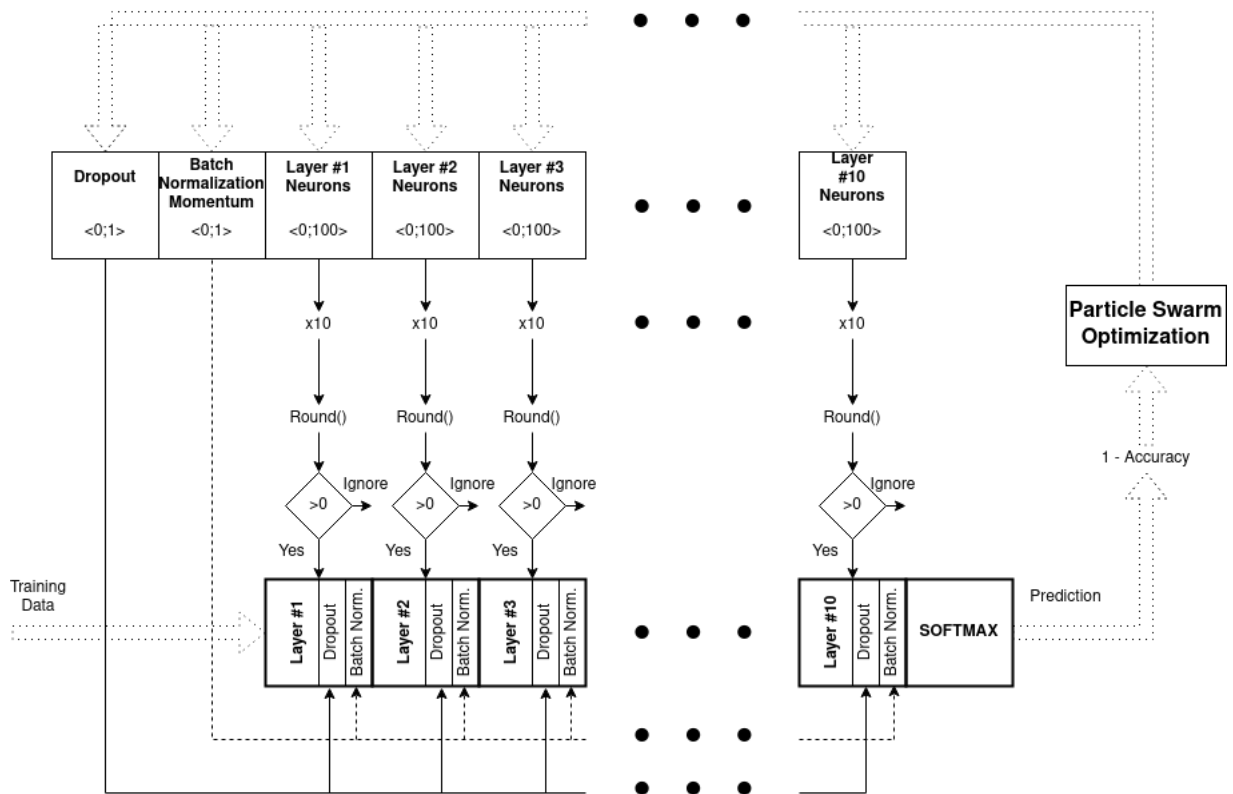 Dropout
<0;1>
Batch
Normalization
Momentum
<0;1>
Layer #1
Neurons
<0;100>
Layer #2
Neurons
<0;100>
Layer #3
Neurons
<0;100>
Layer
#10
Neurons
<0;100>
Particle Swarm
Optimization
x10
x10
x10
x10
Round()
Round()
Round()
Round()
1 - Accuracy
>0
Ignore
>0
Ignore
>0
Ignore
>0
Ignore
Yes
Yes
Yes
Yes
Training
Data
Layer #1
Dropout
Batch Norm.
Layer #2
Dropout
Batch Norm.
Layer #3
Dropout
Batch Norm.
Layer #10
Dropout
Batch Norm.
SOFTMAX
Prediction